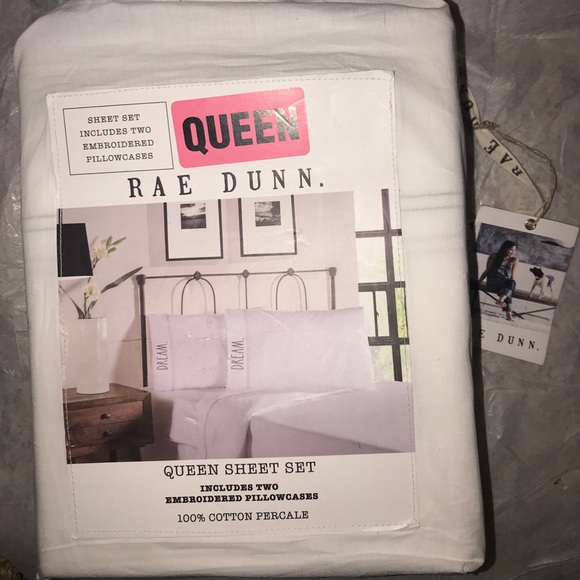 SHEET SET
INCLUDES TWO
EMBROIDERED
PILLOWCASES
QUEEN
RAE DUNN.
DREAM.
DREAM.
QUEEN SHEET SET
INCLUDES TWO
EMBROIDERED PILLOWCASES
100% COTTON PERCALE
RAE
E DUNN.